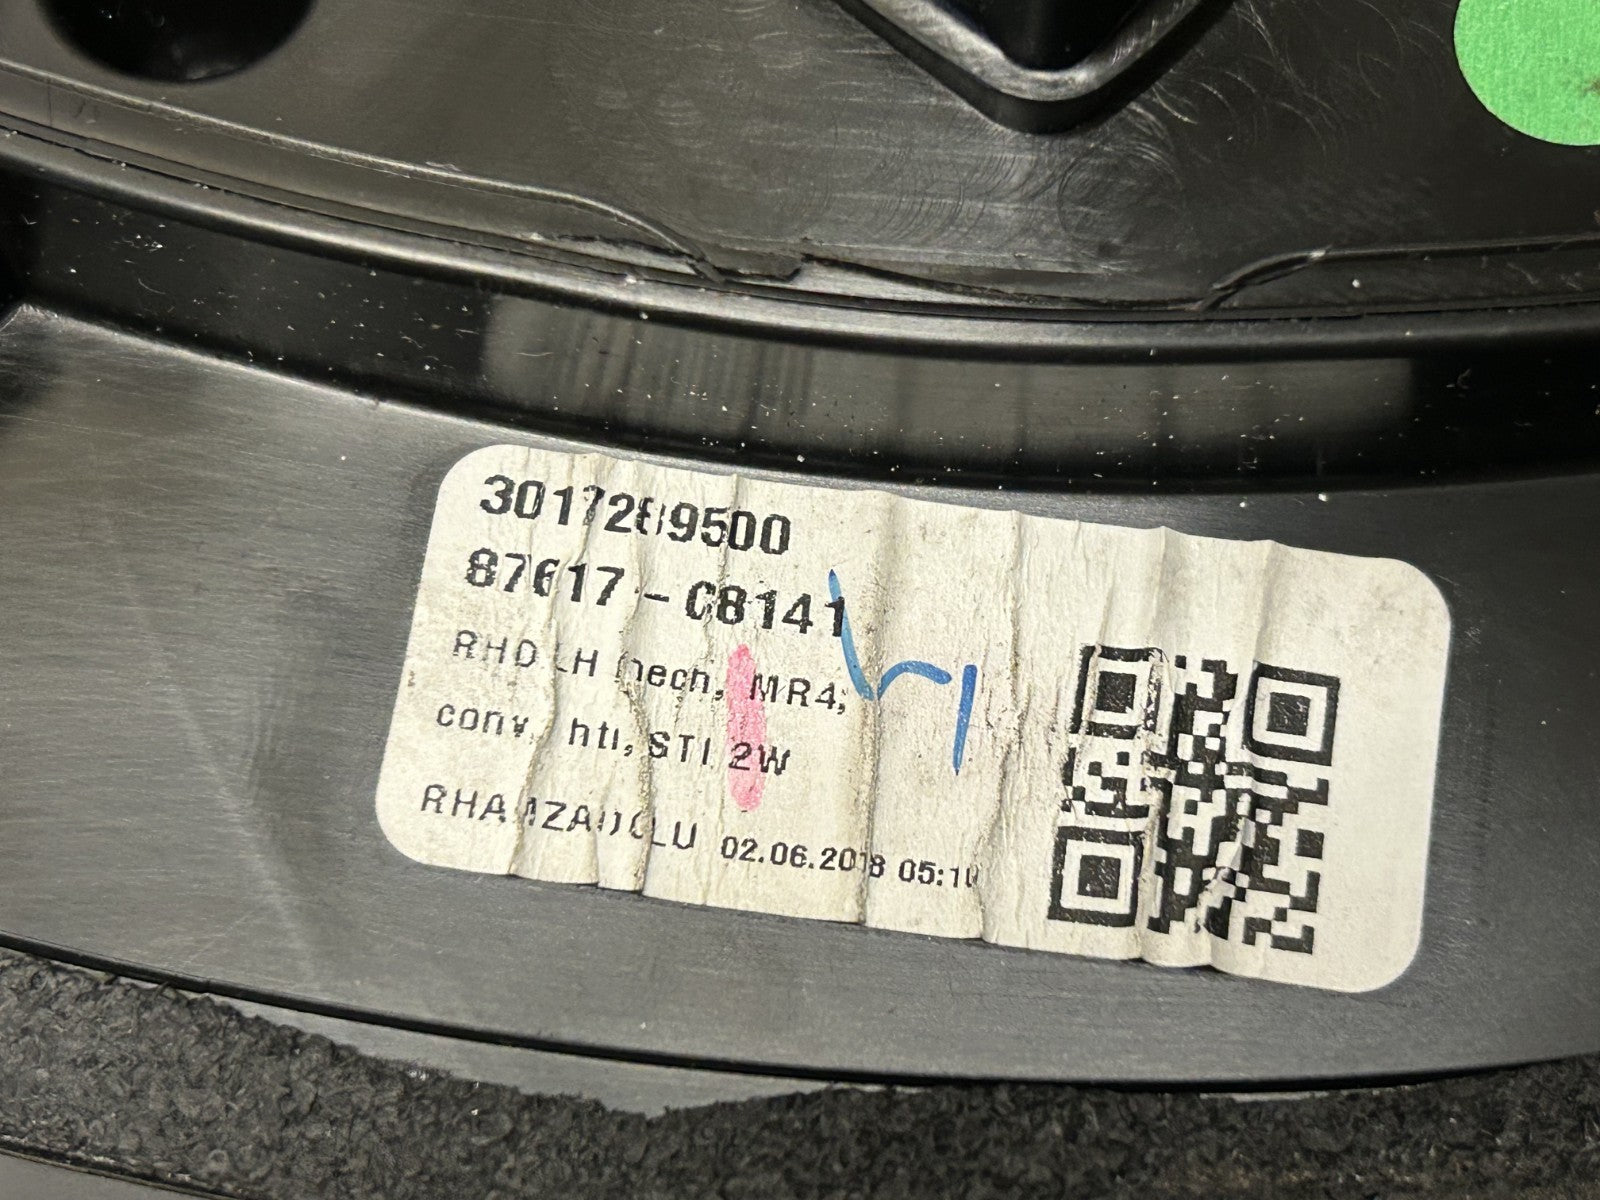 3017289500
87617-C8141
RHD LH mech, MR4,
conv, htl, STI 2W
02.06.2018 05:10